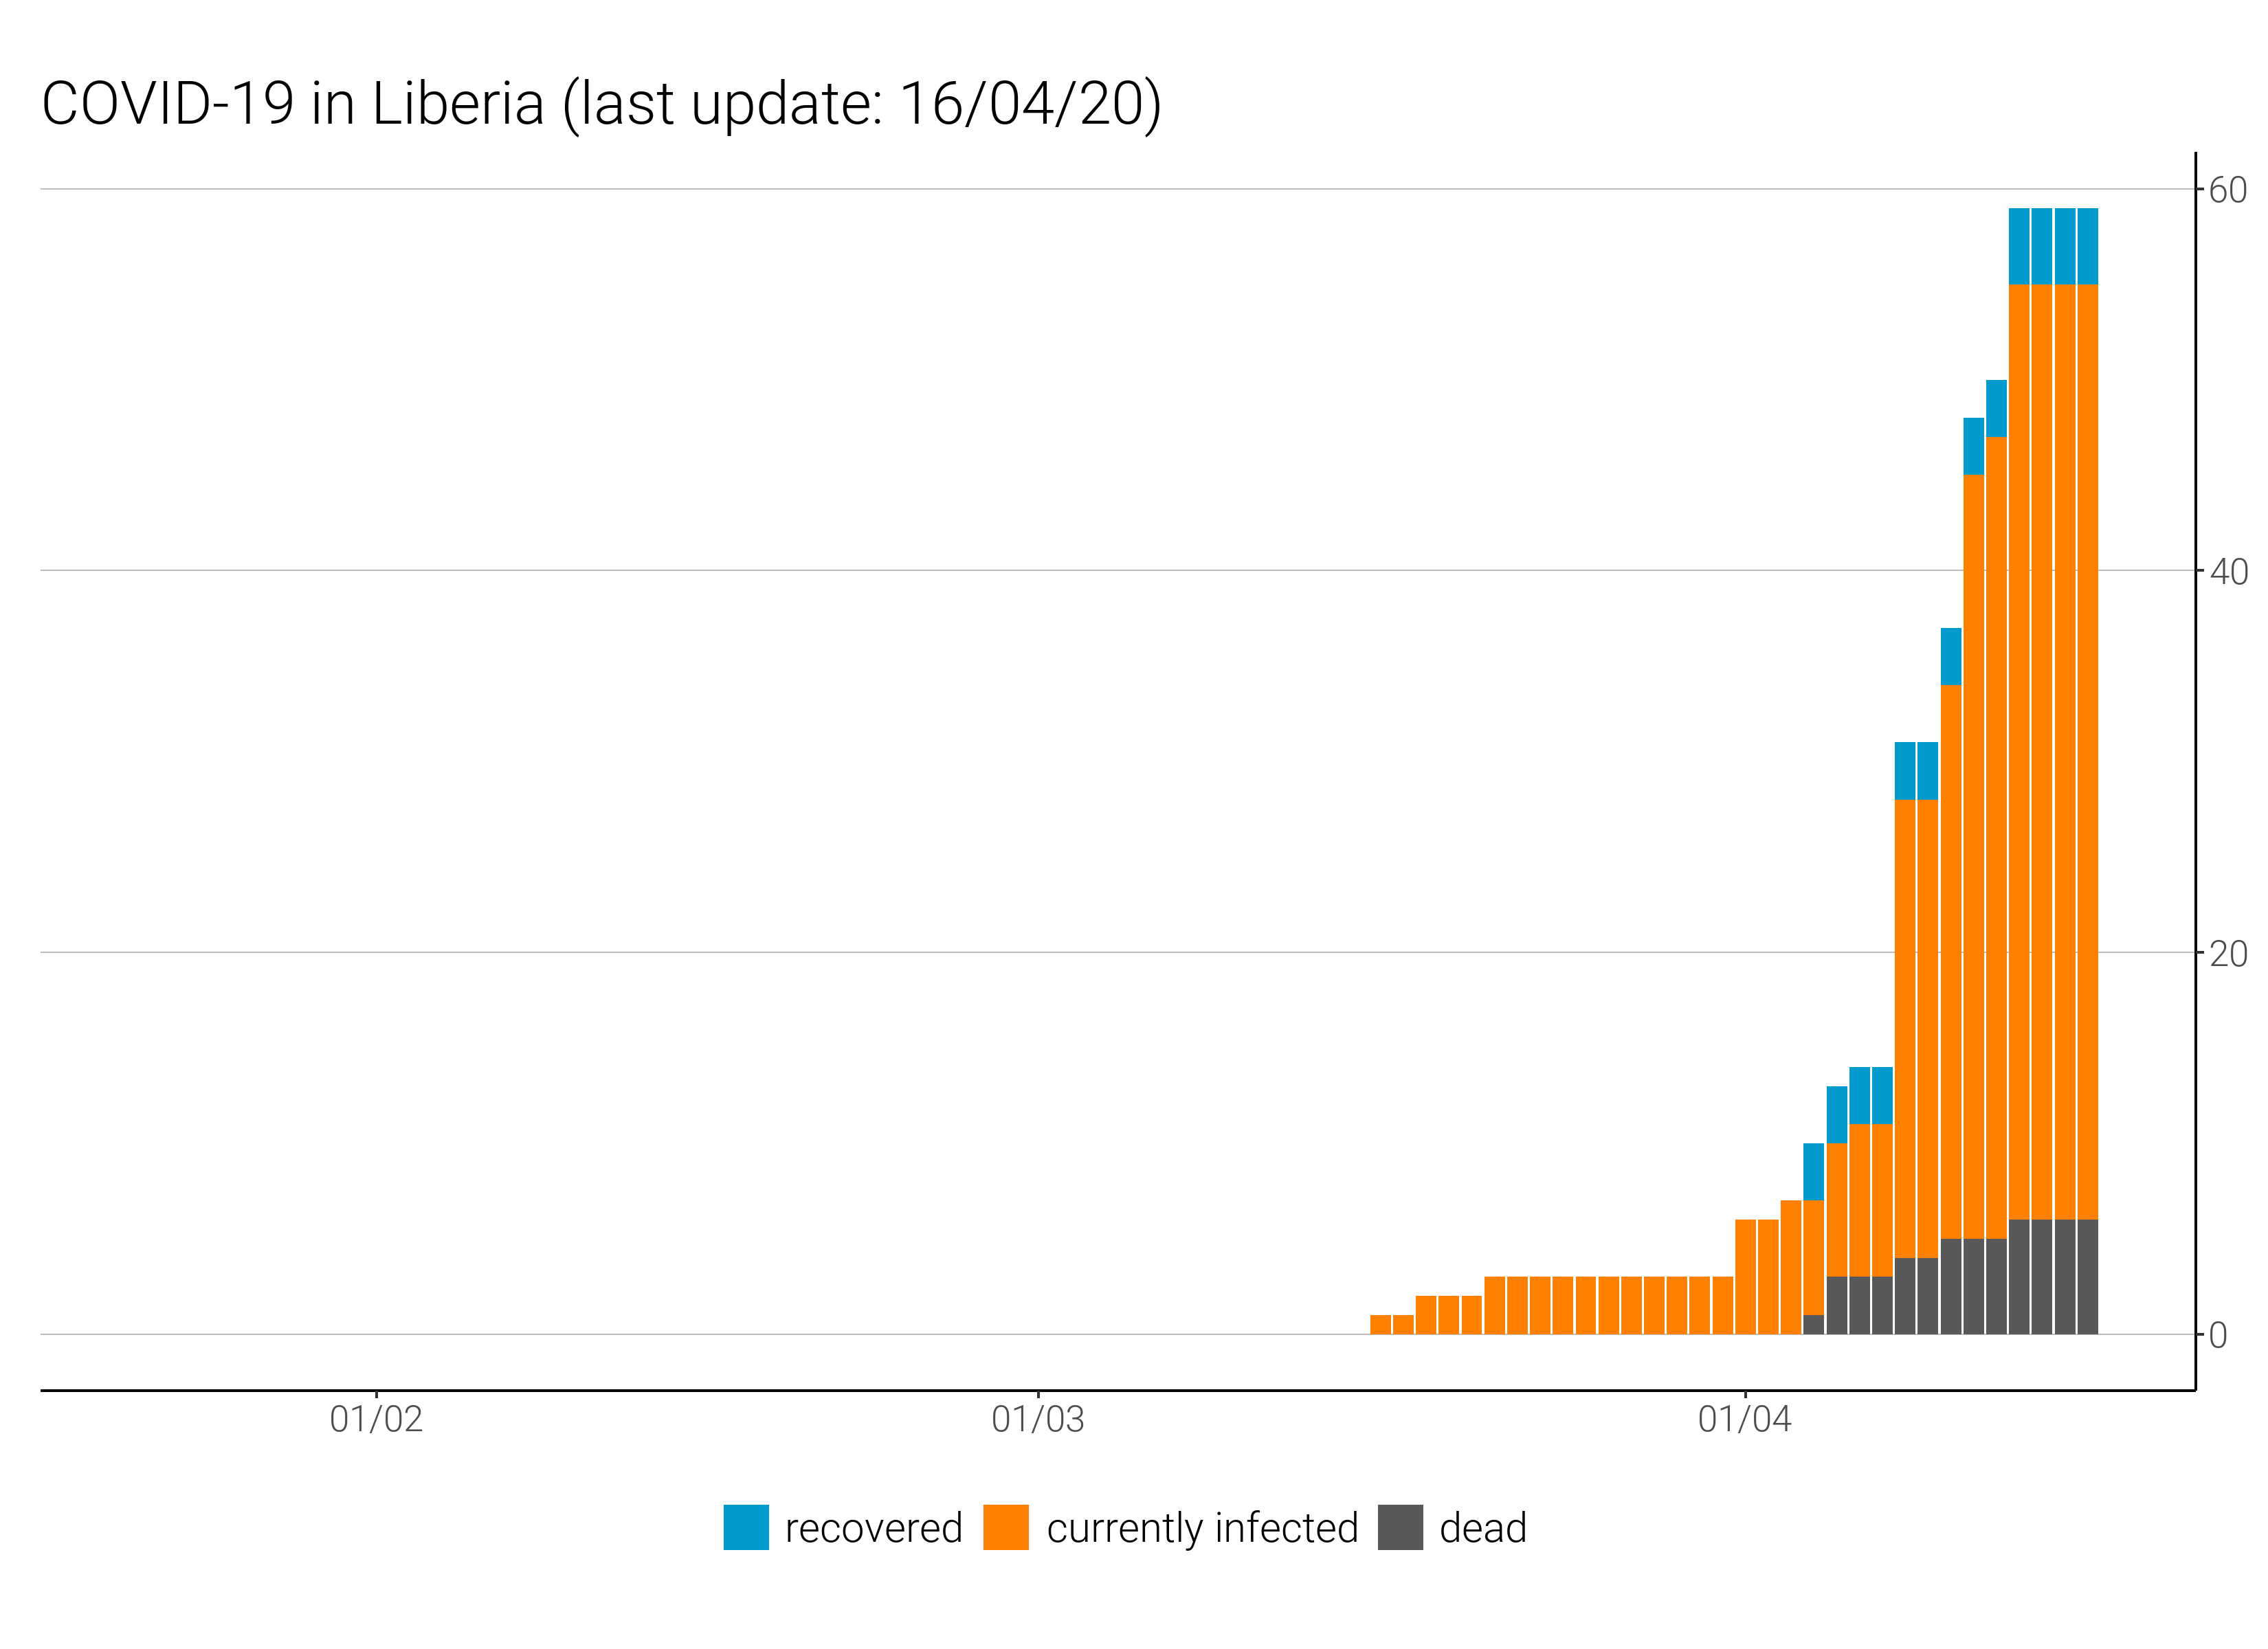 COVID-19 in Liberia (last update: 16/04/20)
60
40
20
0
01/02 01/03 01/04
recovered currently infected dead